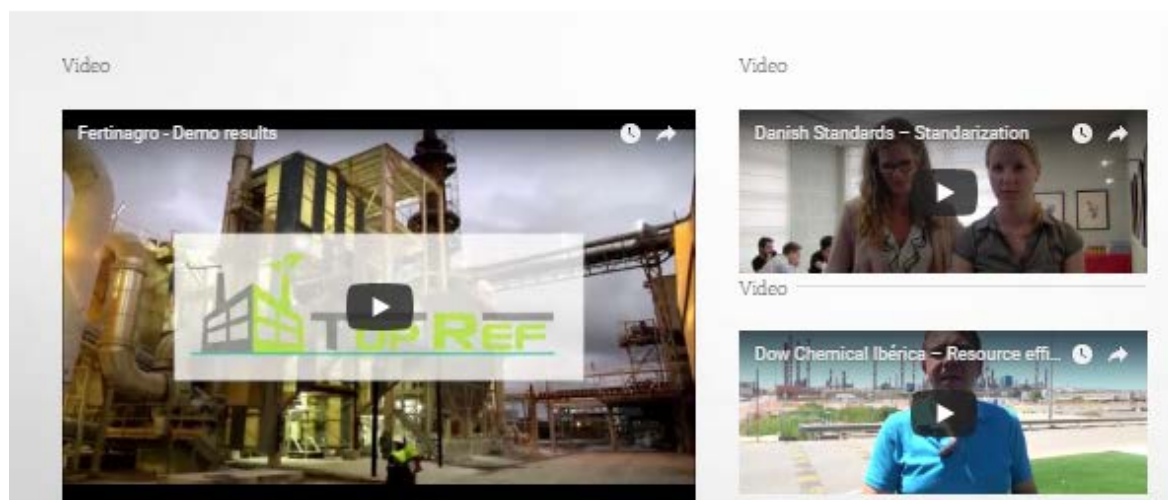 Video
Fertinagro - Demo results
TOPREF
Video
Danish Standards – Standarization
Video
Dow Chemical Ibérica – Resource effi...